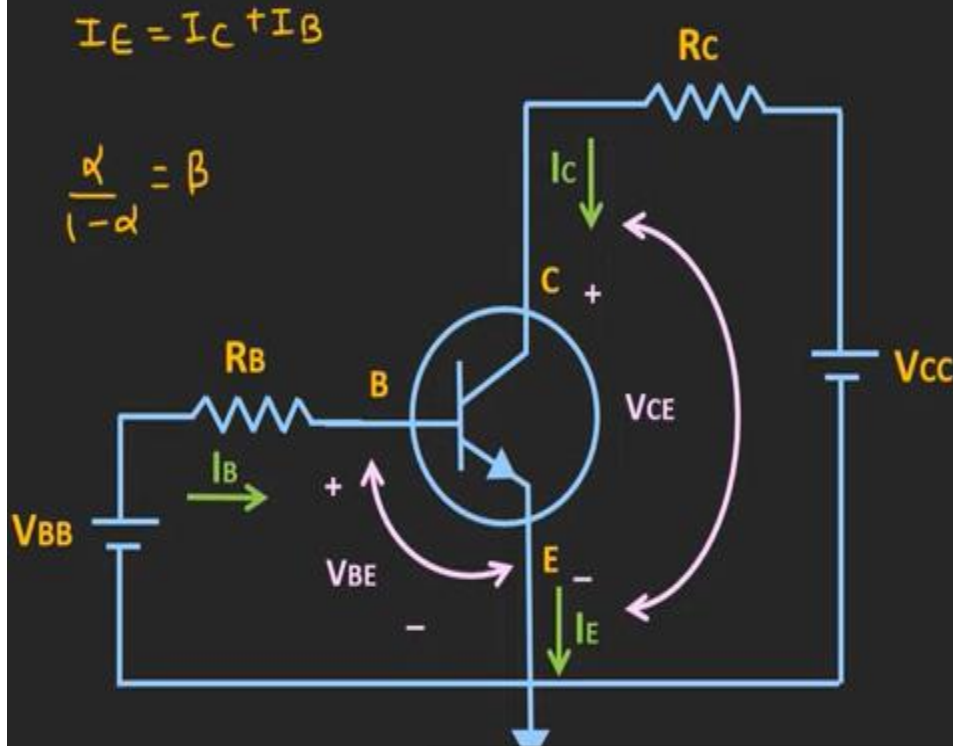 IE = IC + IB
RC
α/(1-α) = β
IC
C
+
RB
B
VCC
VCE
IB
+
VBB
E
−
VBE
−
IE